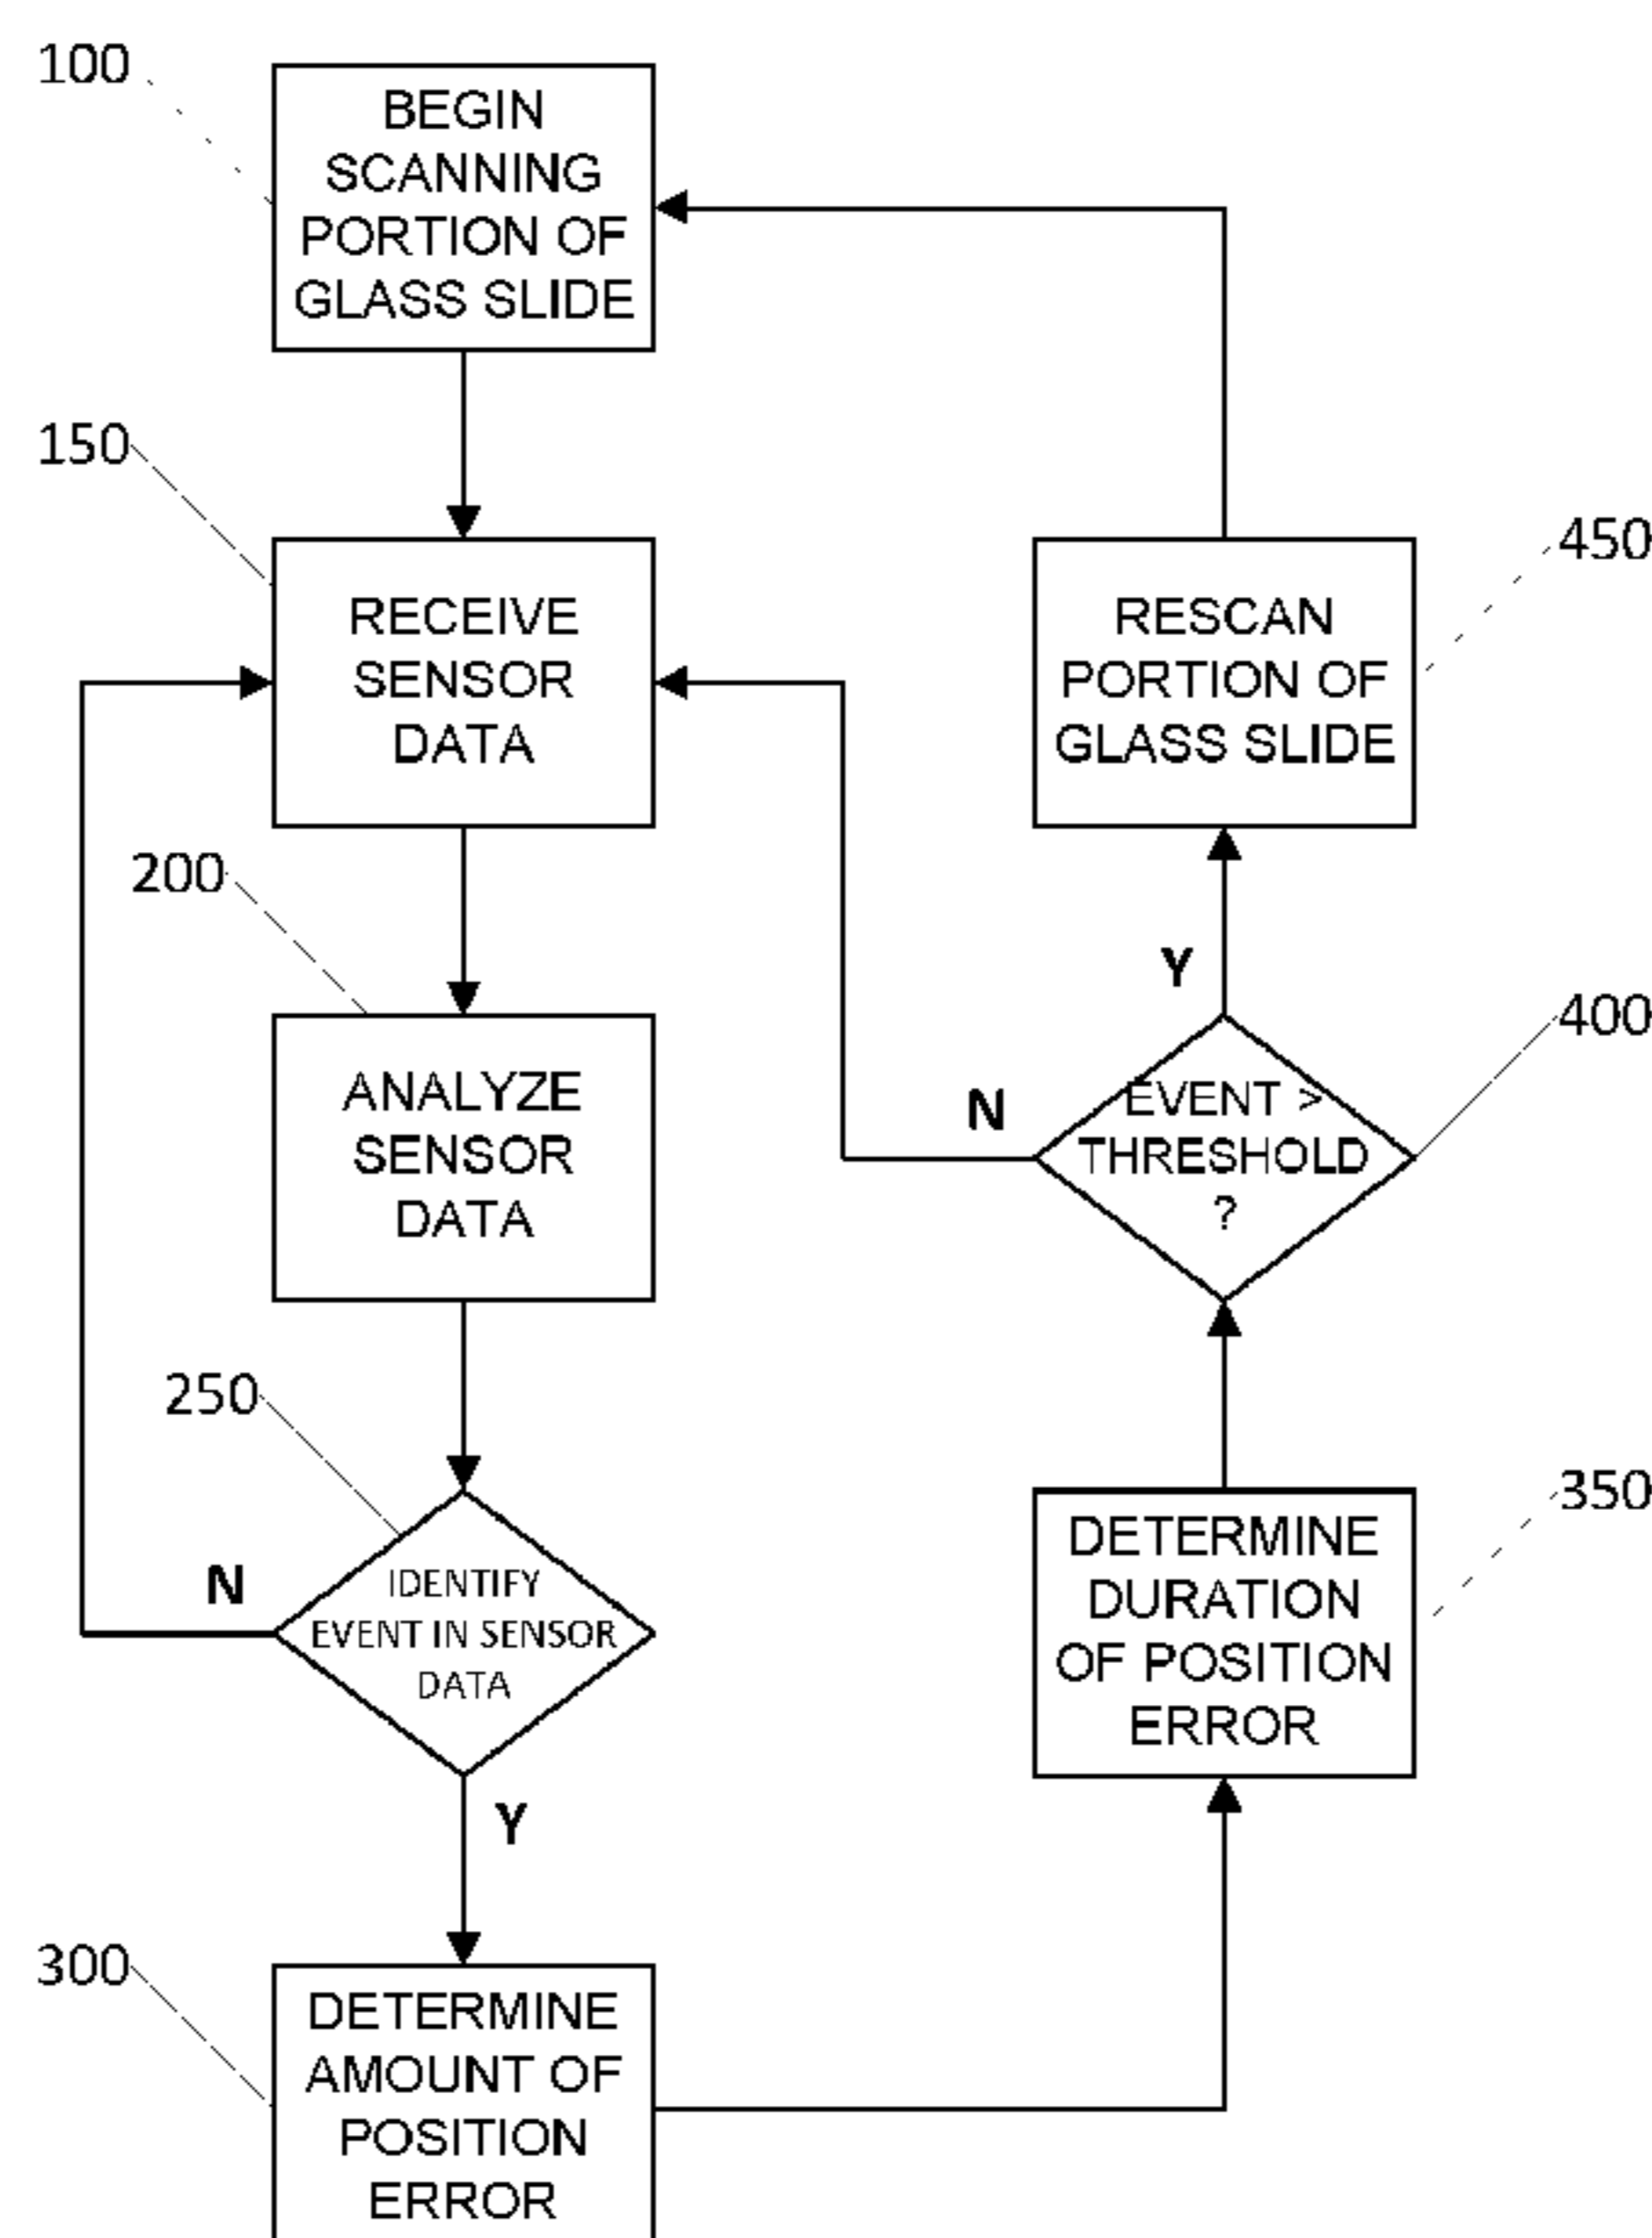 100
BEGIN
SCANNING
PORTION OF
GLASS SLIDE
150
RECEIVE
SENSOR
DATA
200
ANALYZE
SENSOR
DATA
250
N
IDENTIFY
EVENT IN SENSOR
DATA
Y
300
DETERMINE
AMOUNT OF
POSITION
ERROR
350
DETERMINE
DURATION
OF POSITION
ERROR
400
N
EVENT >
THRESHOLD
?
Y
450
RESCAN
PORTION OF
GLASS SLIDE